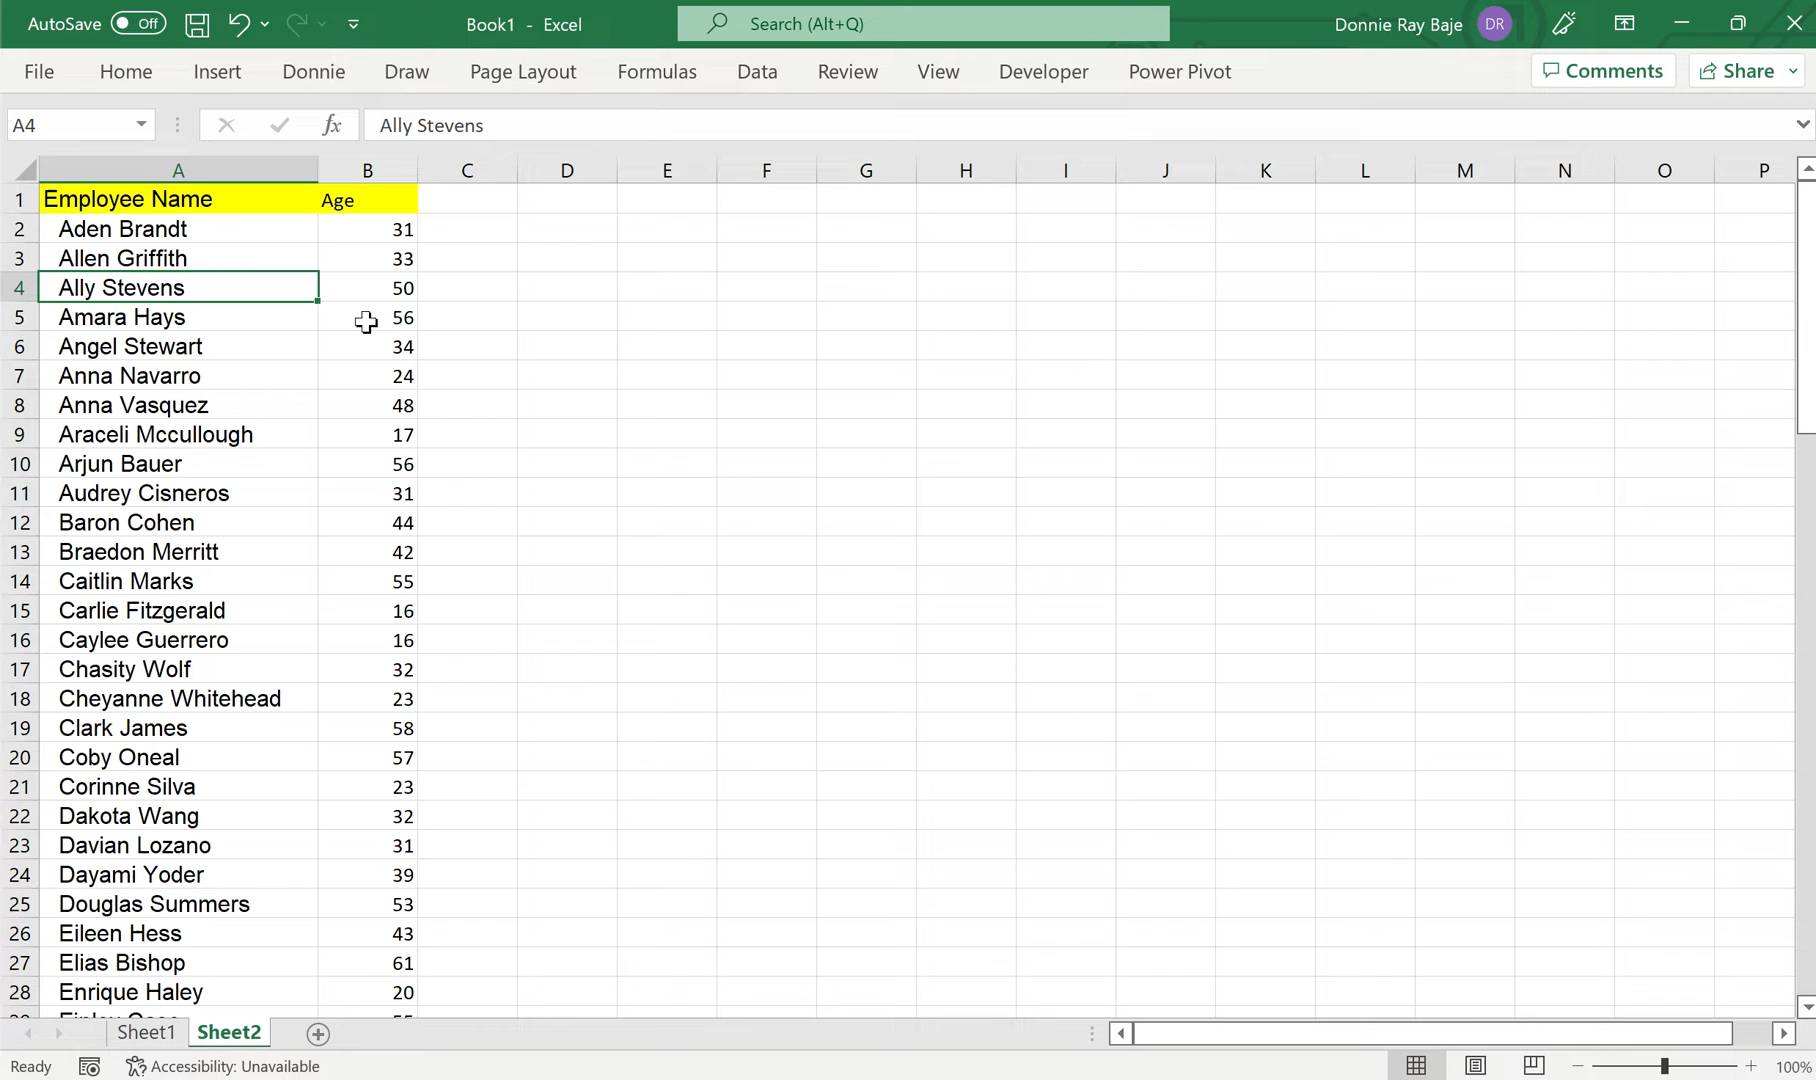 AutoSave Off Book1 - Excel Search (Alt+Q) Donnie Ray Baje DR
File Home Insert Donnie Draw Page Layout Formulas Data Review View Developer Power Pivot Comments Share
A4 fx Ally Stevens
A B C D E F G H I J K L M N O P
1 Employee Name Age
2 Aden Brandt 31
3 Allen Griffith 33
4 Ally Stevens 50
5 Amara Hays 56
6 Angel Stewart 34
7 Anna Navarro 24
8 Anna Vasquez 48
9 Araceli Mccullough 17
10 Arjun Bauer 56
11 Audrey Cisneros 31
12 Baron Cohen 44
13 Braedon Merritt 42
14 Caitlin Marks 55
15 Carlie Fitzgerald 16
16 Caylee Guerrero 16
17 Chasity Wolf 32
18 Cheyanne Whitehead 23
19 Clark James 58
20 Coby Oneal 57
21 Corinne Silva 23
22 Dakota Wang 32
23 Davian Lozano 31
24 Dayami Yoder 39
25 Douglas Summers 53
26 Eileen Hess 43
27 Elias Bishop 61
28 Enrique Haley 20
Sheet1 Sheet2
Ready Accessibility: Unavailable 100%